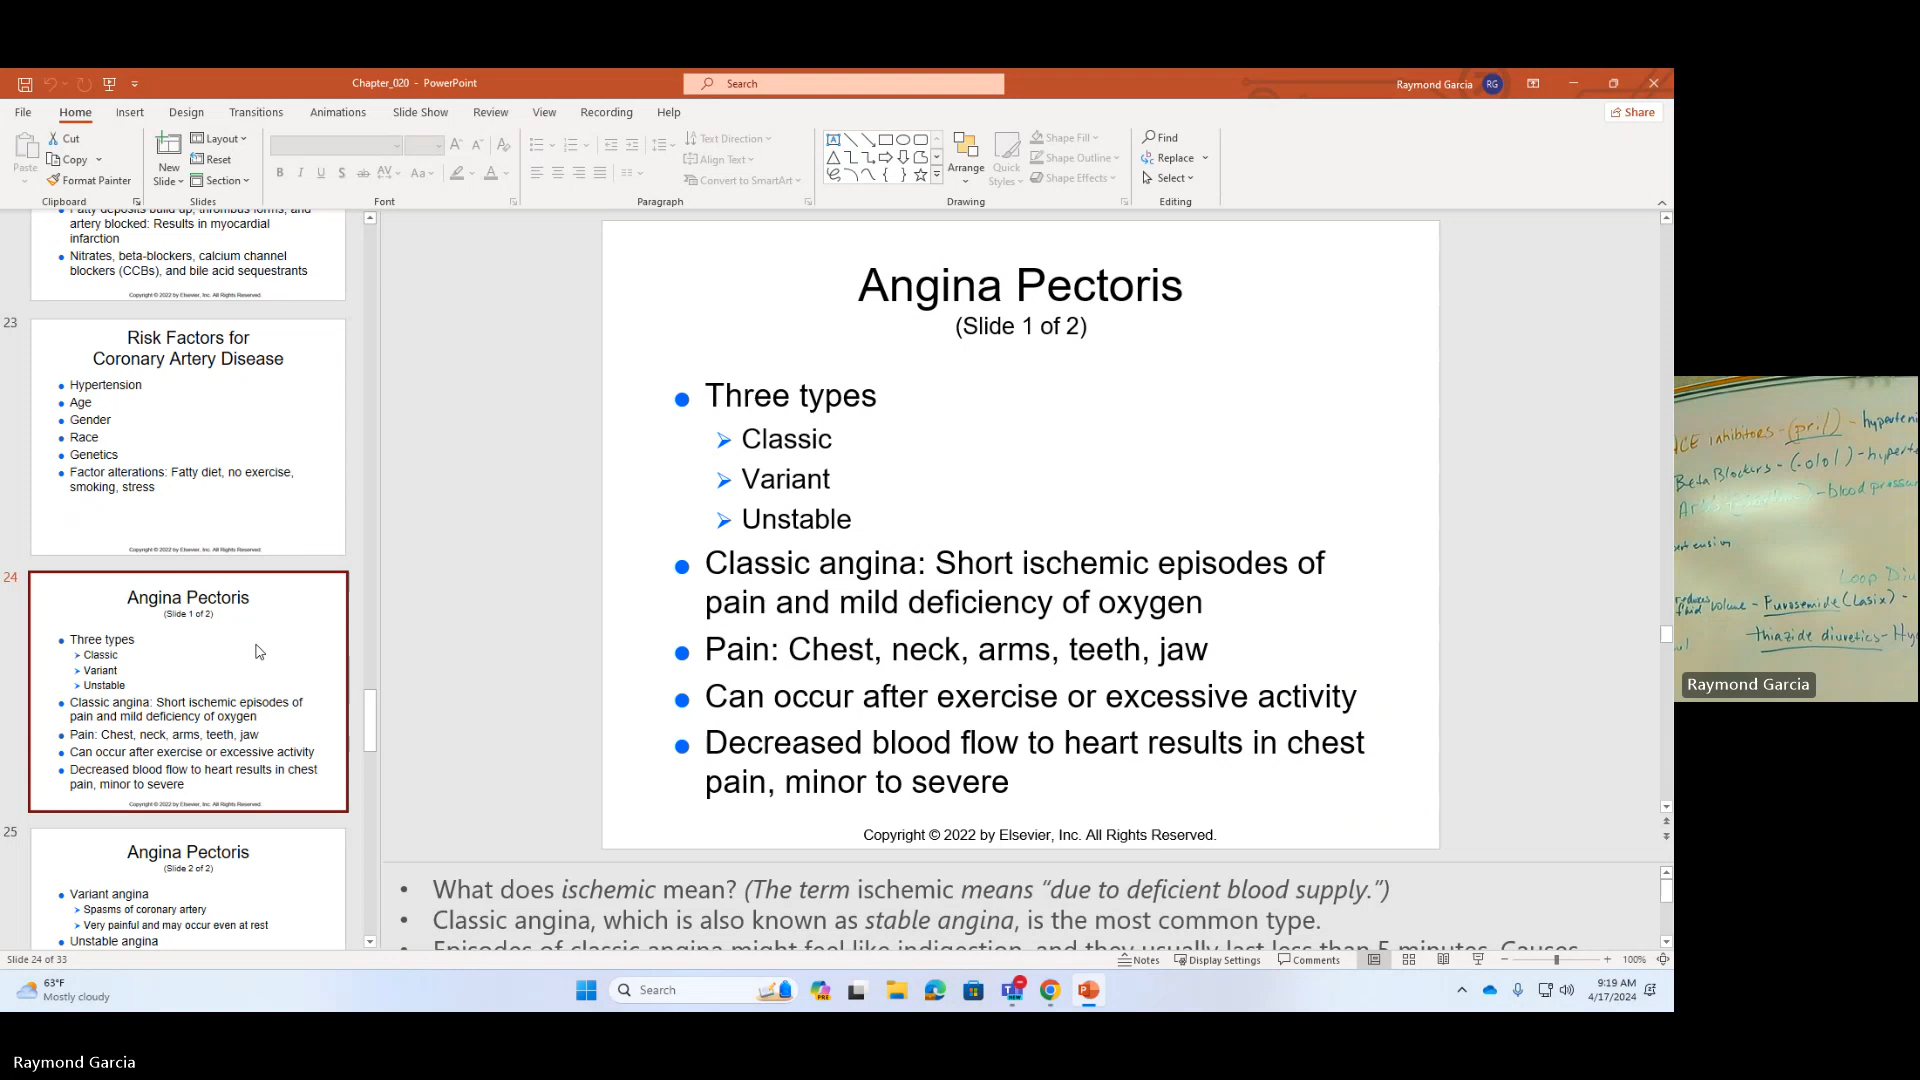 Chapter_020 - PowerPoint
Search
Raymond Garcia
RG
File Home Insert Design Transitions Animations Slide Show Review View Recording Help
Share
Paste
Cut
Copy
Format Painter
Clipboard
New Slide
Layout
Reset
Section
Slides
Font
Text Direction
Align Text
Convert to SmartArt
Paragraph
Arrange
Quick Styles
Shape Fill
Shape Outline
Shape Effects
Drawing
Find
Replace
Select
Editing
Fatty deposits build up, thrombus forms, and
artery blocked: Results in myocardial
infarction
Nitrates, beta-blockers, calcium channel
blockers (CCBs), and bile acid sequestrants
Copyright © 2022 by Elsevier, Inc. All Rights Reserved.
23
Risk Factors for
Coronary Artery Disease
Hypertension
Age
Gender
Race
Genetics
Factor alterations: Fatty diet, no exercise,
smoking, stress
Copyright © 2022 by Elsevier, Inc. All Rights Reserved.
24
Angina Pectoris
(Slide 1 of 2)
Three types
Classic
Variant
Unstable
Classic angina: Short ischemic episodes of
pain and mild deficiency of oxygen
Pain: Chest, neck, arms, teeth, jaw
Can occur after exercise or excessive activity
Decreased blood flow to heart results in chest
pain, minor to severe
Copyright © 2022 by Elsevier, Inc. All Rights Reserved.
25
Angina Pectoris
(Slide 2 of 2)
Variant angina
Spasms of coronary artery
Very painful and may occur even at rest
Unstable angina
Angina Pectoris
(Slide 1 of 2)
Three types
Classic
Variant
Unstable
Classic angina: Short ischemic episodes of
pain and mild deficiency of oxygen
Pain: Chest, neck, arms, teeth, jaw
Can occur after exercise or excessive activity
Decreased blood flow to heart results in chest
pain, minor to severe
Copyright © 2022 by Elsevier, Inc. All Rights Reserved.
• What does ischemic mean? (The term ischemic means “due to deficient blood supply.”)
• Classic angina, which is also known as stable angina, is the most common type.
• Episodes of classic angina might feel like indigestion, and they usually last less than 5 minutes. Causes
Slide 24 of 33
Notes
Display Settings
Comments
100%
63°F
Mostly cloudy
Search
9:19 AM
4/17/2024
inhibitors - (pril) -
Beta Blockers - (-olol) -
- blood
Loop
volume - Furosemide (Lasix) -
thiazide diuretics -
Raymond Garcia
Raymond Garcia